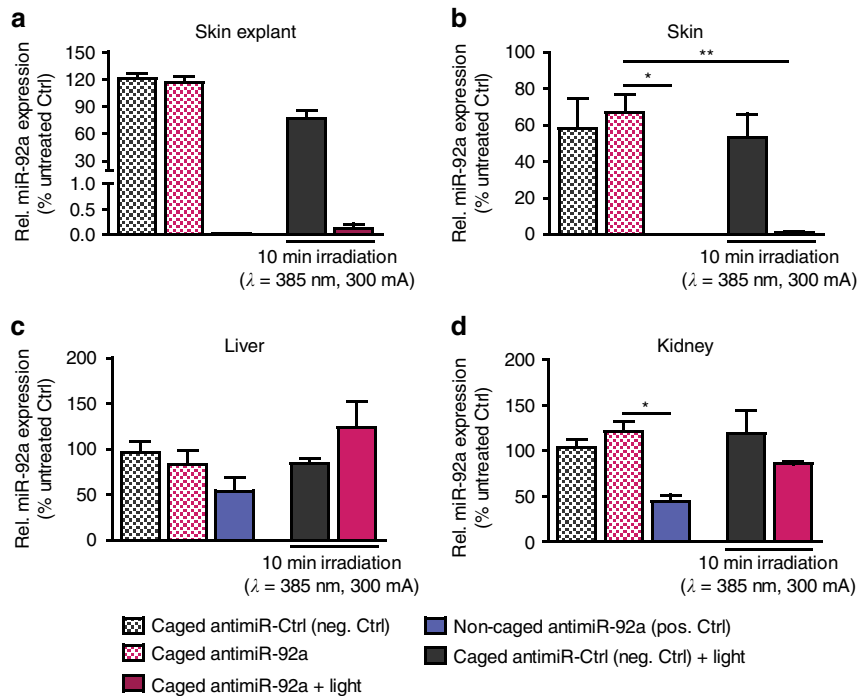 a
Skin explant
Rel. miR-92a expression
(% untreated Ctrl)
150
120
90
60
30
1.0
0.5
0.0
10 min irradiation
(λ = 385 nm, 300 mA)
b
Skin
Rel. miR-92a expression
(% untreated Ctrl)
100
80
60
40
20
0
**
*
10 min irradiation
(λ = 385 nm, 300 mA)
c
Liver
Rel. miR-92a expression
(% untreated Ctrl)
200
150
100
50
0
10 min irradiation
(λ = 385 nm, 300 mA)
d
Kidney
Rel. miR-92a expression
(% untreated Ctrl)
200
150
100
50
0
*
10 min irradiation
(λ = 385 nm, 300 mA)
Caged antimiR-Ctrl (neg. Ctrl)
Caged antimiR-92a
Caged antimiR-92a + light
Non-caged antimiR-92a (pos. Ctrl)
Caged antimiR-Ctrl (neg. Ctrl) + light